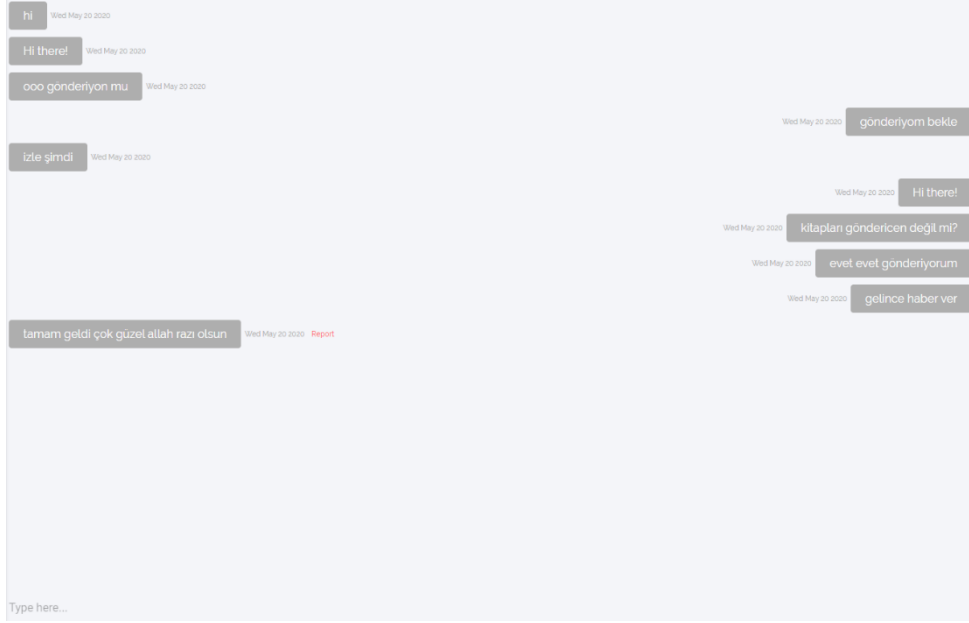 hi Wed May 20 2020
Hi there! Wed May 20 2020
ooo gönderiyon mu Wed May 20 2020
Wed May 20 2020 gönderiyom bekle
izle şimdi Wed May 20 2020
Wed May 20 2020 Hi there!
Wed May 20 2020 kitapları göndericen değil mi?
Wed May 20 2020 evet evet gönderiyorum
Wed May 20 2020 gelince haber ver
tamam geldi çok güzel allah razı olsun Wed May 20 2020 Report
Type here...